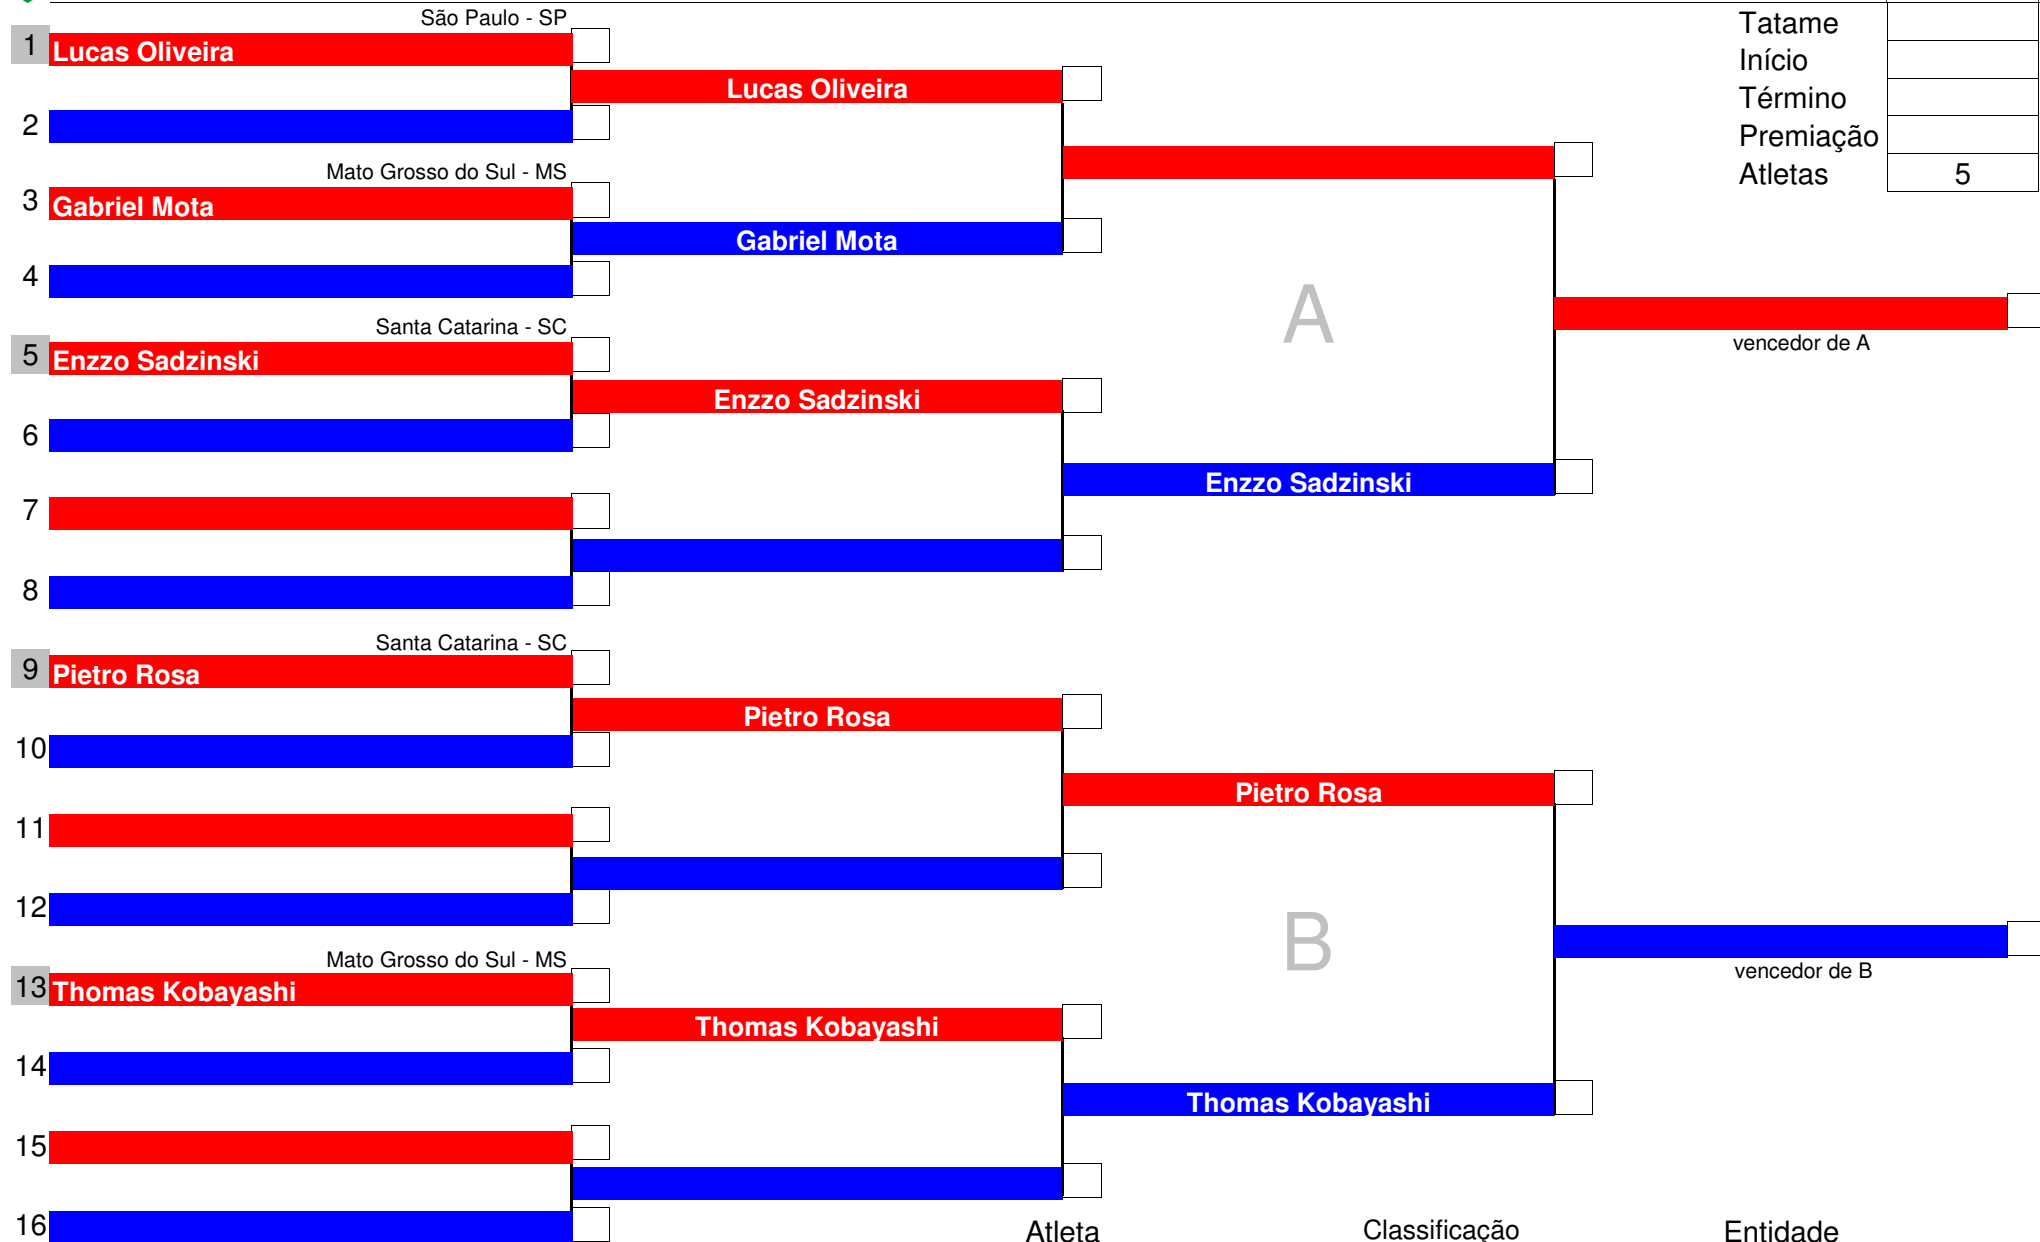 São Paulo - SP
1 Lucas Oliveira
Lucas Oliveira
2
Mato Grosso do Sul - MS
3 Gabriel Mota
Gabriel Mota
4
Santa Catarina - SC
5 Enzzo Sadzinski
Enzzo Sadzinski
6
Enzzo Sadzinski
7
8
Santa Catarina - SC
9 Pietro Rosa
Pietro Rosa
10
Pietro Rosa
11
12
Mato Grosso do Sul - MS
13 Thomas Kobayashi
Thomas Kobayashi
14
Thomas Kobayashi
15
16
A
vencedor de A
B
vencedor de B
Tatame
Início
Término
Premiação
Atletas 5
Atleta Classificação Entidade